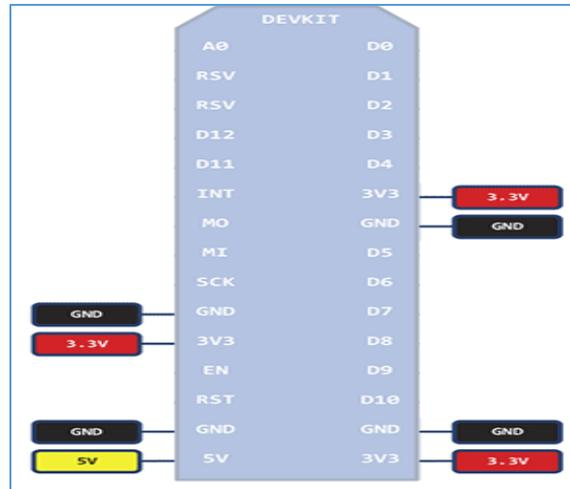 DEVKIT
A0 D0
RSV D1
RSV D2
D12 D3
D11 D4
INT 3V3 3.3V
MO GND GND
MI D5
SCK D6
GND GND D7
3.3V 3V3 D8
EN D9
RST D10
GND GND GND GND
5V 5V 3V3 3.3V